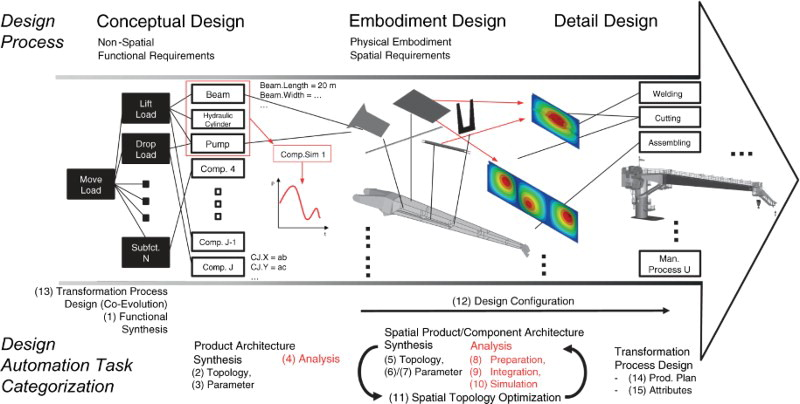 Design
Process
Conceptual Design
Non-Spatial
Functional Requirements
Embodiment Design
Physical Embodiment
Spatial Requirements
Detail Design
Move
Load
Lift
Load
Drop
Load
Subfct.
N
Beam
Hydraulic
Cylinder
Pump
Comp. 4
Comp. J-1
Comp. J
Beam.Length = 20 m
Beam.Width = ...
...
Comp.Sim 1
P
t
CJ.X = ab
CJ.Y = ac
...
Welding
Cutting
Assembling
Man.
Process U
(13) Transformation Process
Design (Co-Evolution)
(1) Functional
Synthesis
(12) Design Configuration
Design
Automation Task
Categorization
Product Architecture
Synthesis
(2) Topology,
(3) Parameter
(4) Analysis
Spatial Product/Component Architecture
Synthesis
(5) Topology,
(6)/(7) Parameter
Analysis
(8) Preparation,
(9) Integration,
(10) Simulation
(11) Spatial Topology Optimization
Transformation
Process Design
- (14) Prod. Plan
- (15) Attributes